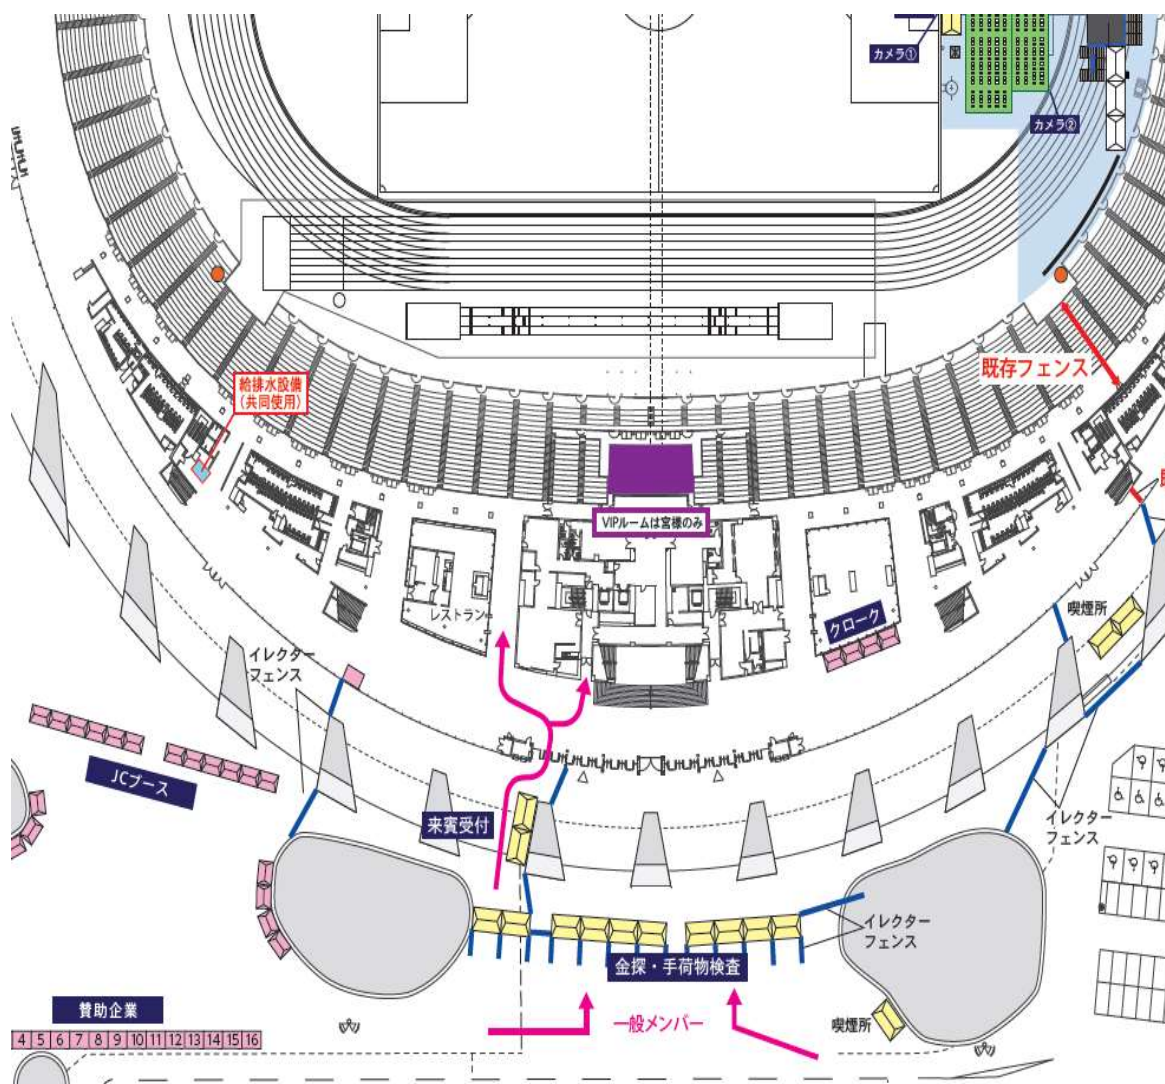 カメラ①
カメラ②
既存フェンス
給排水設備
(共同使用)
VIPルームは宮様のみ
レストラン
クローク
喫煙所
イレクター
フェンス
JCブース
来賓受付
イレクター
フェンス
イレクター
フェンス
金探・手荷物検査
賛助企業
一般メンバー
喫煙所
4 5 6 7 8 9 10 11 12 13 14 15 16